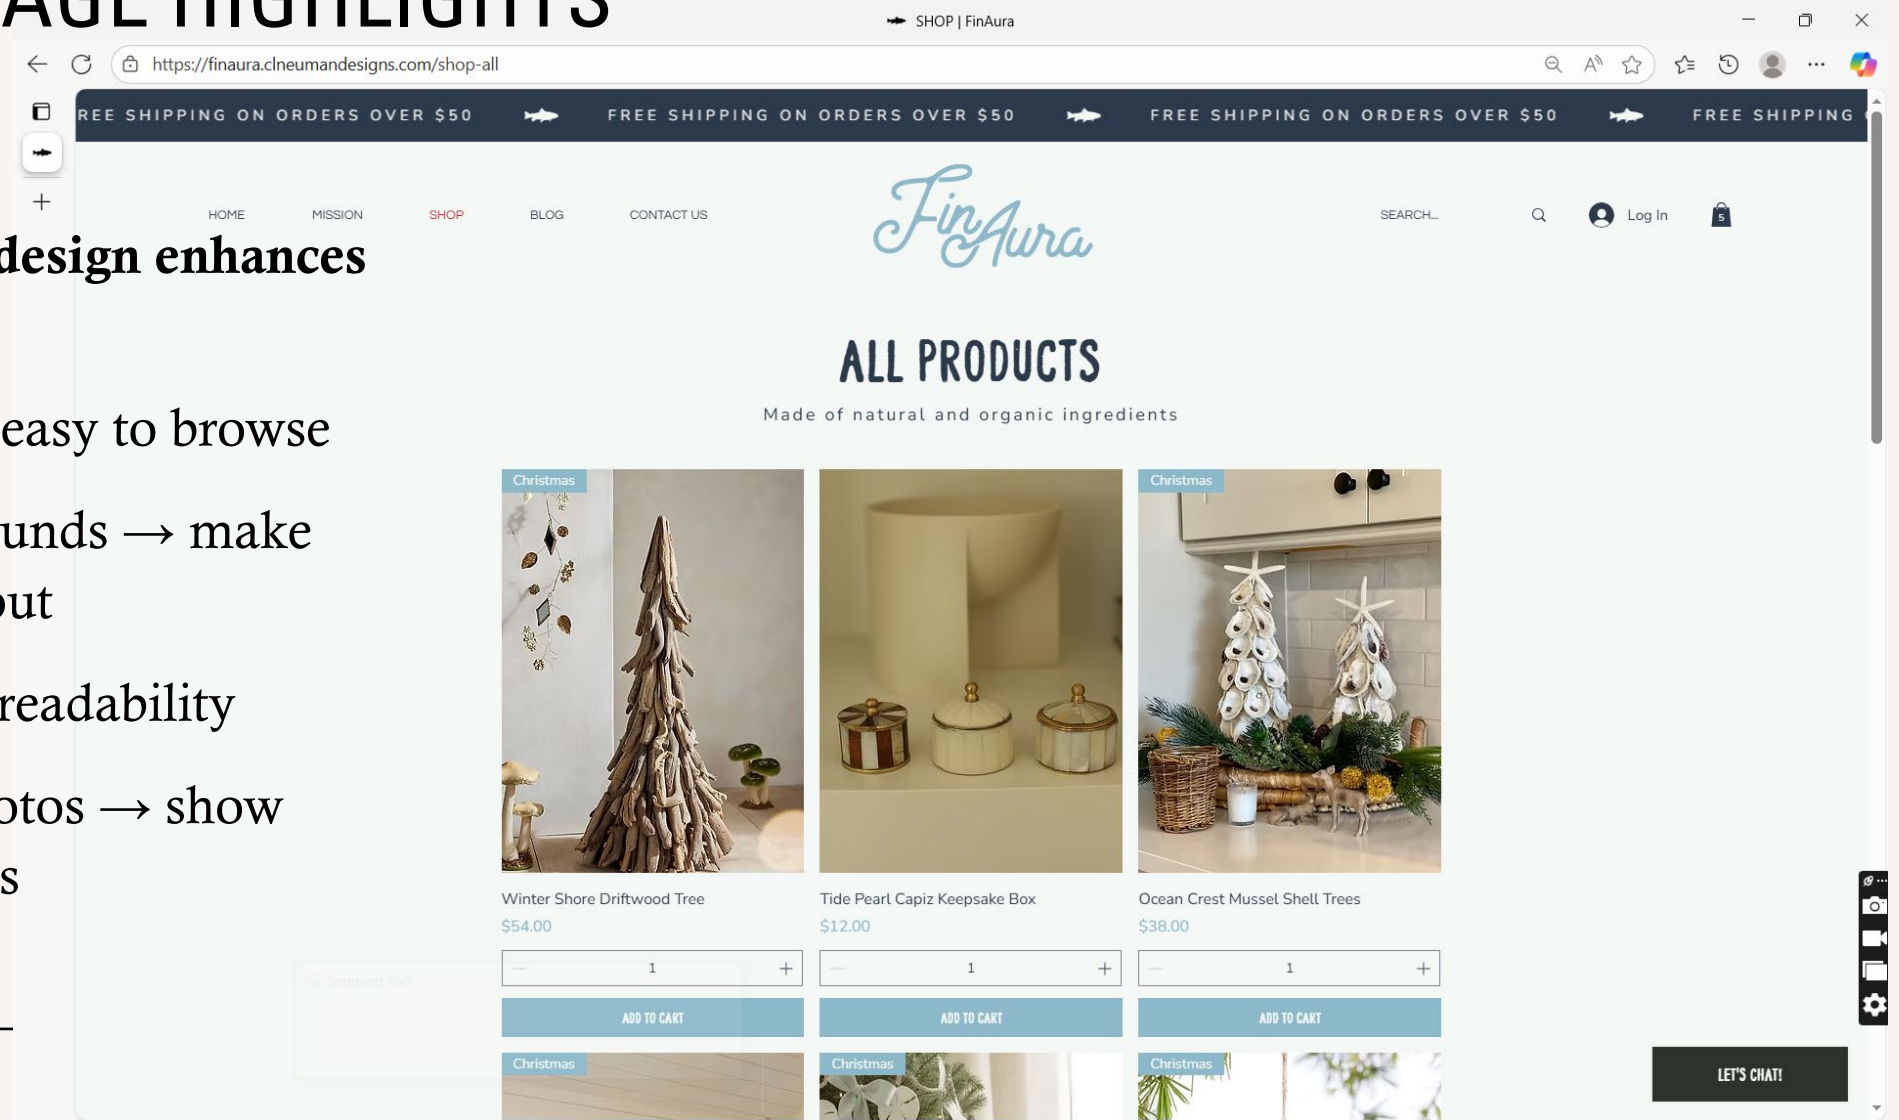 AGE HIGHLIGHTS
SHOP | FinAura
https://finaura.clneumandesigns.com/shop-all
REE SHIPPING ON ORDERS OVER $50 FREE SHIPPING ON ORDERS OVER $50 FREE SHIPPING ON ORDERS OVER $50 FREE SHIPPING
HOME MISSION SHOP BLOG CONTACT US
FinAura
SEARCH... Log In 5
design enhances
ALL PRODUCTS
Made of natural and organic ingredients
easy to browse
unds → make
out
readability
otos → show
s
Christmas Christmas
Winter Shore Driftwood Tree Tide Pearl Capiz Keepsake Box Ocean Crest Mussel Shell Trees
$54.00 $12.00 $38.00
− 1 + − 1 + − 1 +
Snipping Tool
ADD TO CART ADD TO CART ADD TO CART
Christmas Christmas Christmas
LET'S CHAT!